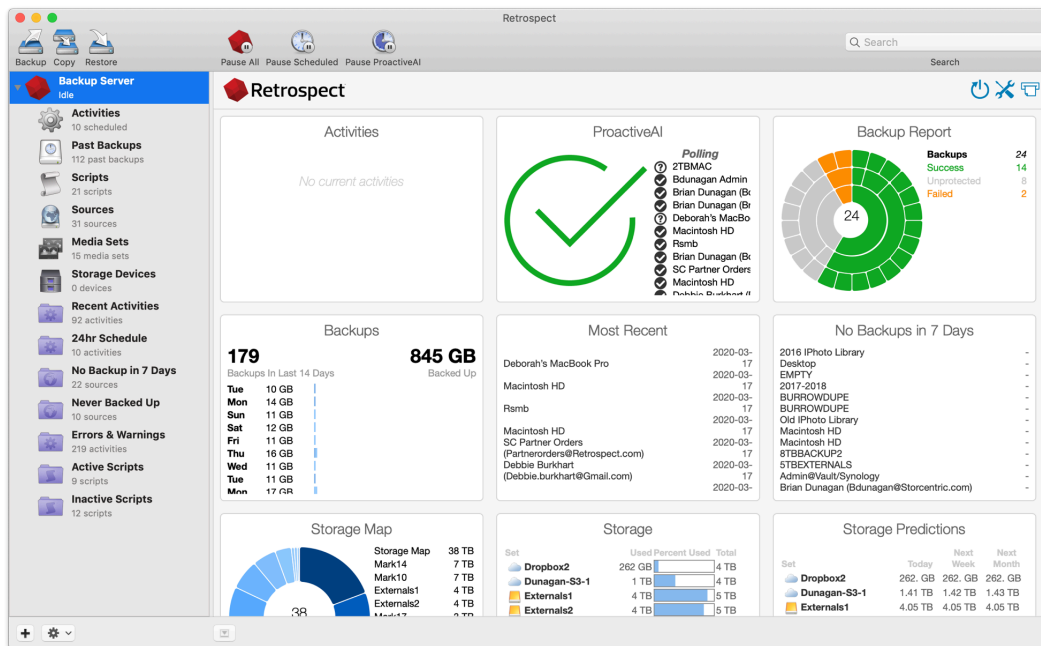 Retrospect
Backup Copy Restore
Pause All Pause Scheduled Pause ProactiveAI
Search
Search
Backup Server
Idle
Activities
10 scheduled
Past Backups
112 past backups
Scripts
21 scripts
Sources
31 sources
Media Sets
15 media sets
Storage Devices
0 devices
Recent Activities
92 activities
24hr Schedule
10 activities
No Backup in 7 Days
22 sources
Never Backed Up
10 sources
Errors & Warnings
219 activities
Active Scripts
9 scripts
Inactive Scripts
12 scripts
Retrospect
Activities
No current activities
ProactiveAI
Polling
2TBMAC
Bdunagan Admin
Brian Dunagan (Bd
Brian Dunagan (Br
Deborah's MacBo
Macintosh HD
Rsmb
Brian Dunagan (Bd
SC Partner Orders
Macintosh HD
Backup Report
24
Backups 24
Success 14
Unprotected 8
Failed 2
Backups
179 845 GB
Backups In Last 14 Days Backed Up
Tue 10 GB
Mon 14 GB
Sun 11 GB
Sat 12 GB
Fri 11 GB
Thu 16 GB
Wed 11 GB
Tue 11 GB
Mon 17 GB
Most Recent
2020-03-
Deborah's MacBook Pro 17
2020-03-
Macintosh HD 17
2020-03-
Rsmb 17
2020-03-
Macintosh HD 17
SC Partner Orders 2020-03-
(Partnerorders@Retrospect.com) 17
Debbie Burkhart 2020-03-
(Debbie.burkhart@Gmail.com) 17
2020-03-
No Backups in 7 Days
2016 IPhoto Library -
Desktop -
EMPTY -
2017-2018 -
BURROWDUPE -
BURROWDUPE -
Old IPhoto Library -
Macintosh HD -
Macintosh HD -
8TBBACKUP2 -
5TBEXTERNALS -
Admin@Vault/Synology -
Brian Dunagan (Bdunagan@Storcentric.com) -
Storage Map
38
Storage Map 38 TB
Mark14 7 TB
Mark10 7 TB
Externals1 4 TB
Externals2 4 TB
Storage
Set Used Percent Used Total
Dropbox2 262 GB 4 TB
Dunagan-S3-1 1 TB 4 TB
Externals1 4 TB 5 TB
Externals2 4 TB 5 TB
Storage Predictions
Next Next
Set Today Week Month
Dropbox2 262. GB 262. GB 262. GB
Dunagan-S3-1 1.41 TB 1.42 TB 1.43 TB
Externals1 4.05 TB 4.05 TB 4.05 TB